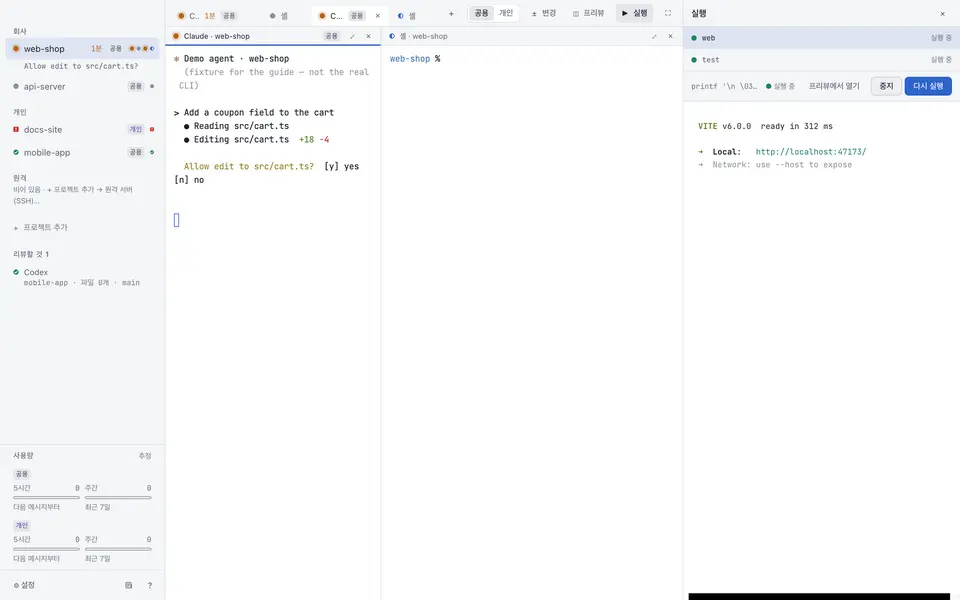 회사
web-shop 1분 공용
Allow edit to src/cart.ts?
api-server 공용
개인
docs-site 개인
mobile-app 공용
원격
비어 있음 · + 프로젝트 추가 → 원격 서버
(SSH)…
+ 프로젝트 추가
리뷰할 것 1
Codex
mobile-app · 파일 0개 · main
사용량 추정
공용
5시간 0 주간 0
다음 메시지부터 최근 7일
개인
5시간 0 주간 0
다음 메시지부터 최근 7일
설정 ?
C.. 1분 공용 셸 C... 공용 × 셸 + 공용 개인 ± 변경 프리뷰 ▶ 실행
Claude · web-shop 공용 ×
✻ Demo agent · web-shop
(fixture for the guide — not the real
CLI)
> Add a coupon field to the cart
● Reading src/cart.ts
● Editing src/cart.ts +18 -4
Allow edit to src/cart.ts? [y] yes
[n] no
셸 · web-shop ×
web-shop %
실행 ×
web 실행 중
test 실행 중
printf '\n \03… 실행 중 프리뷰에서 열기 중지 다시 실행
VITE v6.0.0 ready in 312 ms
➜ Local: http://localhost:47173/
➜ Network: use --host to expose